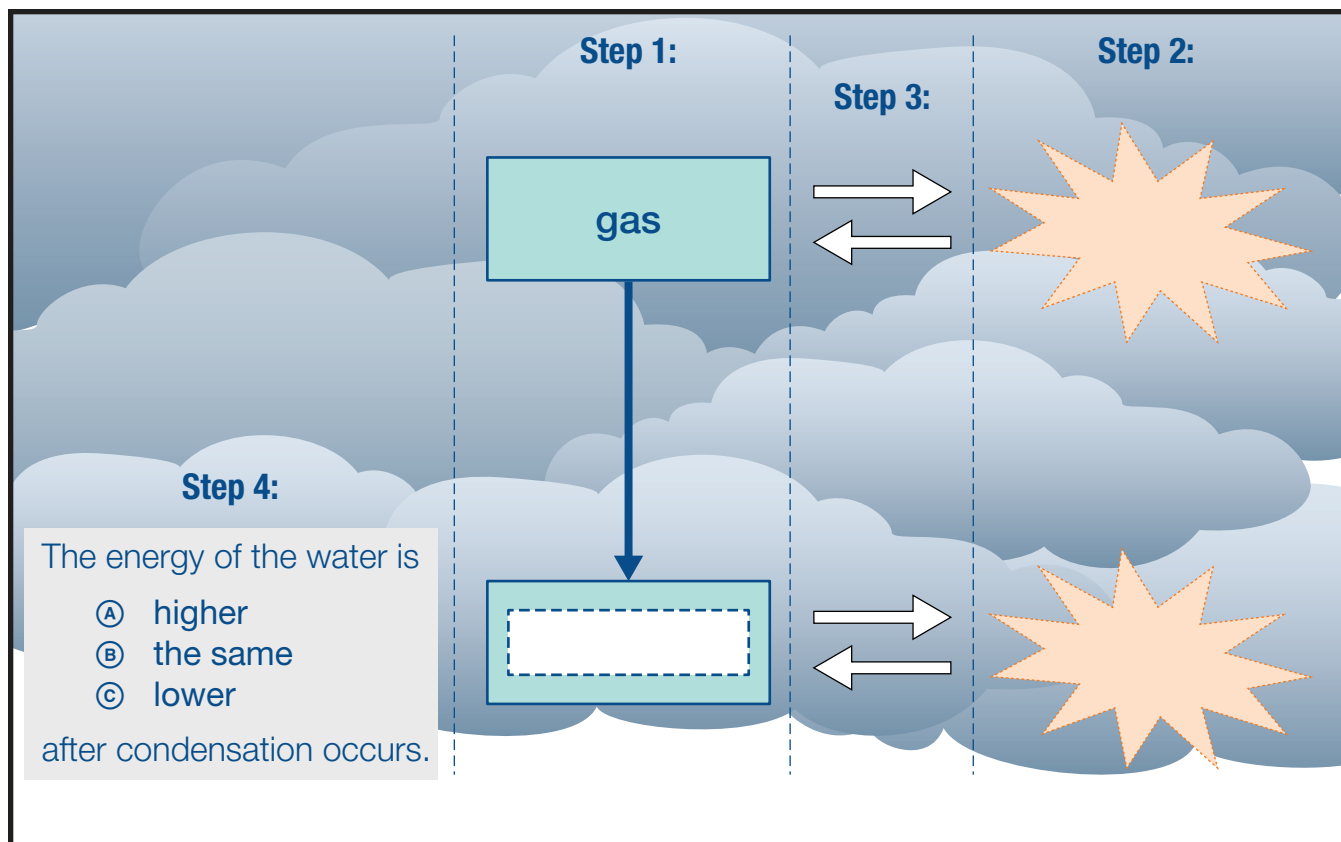 Step 1:
Step 2:
Step 3:
gas
Step 4:
The energy of the water is
A higher
B the same
C lower
after condensation occurs.